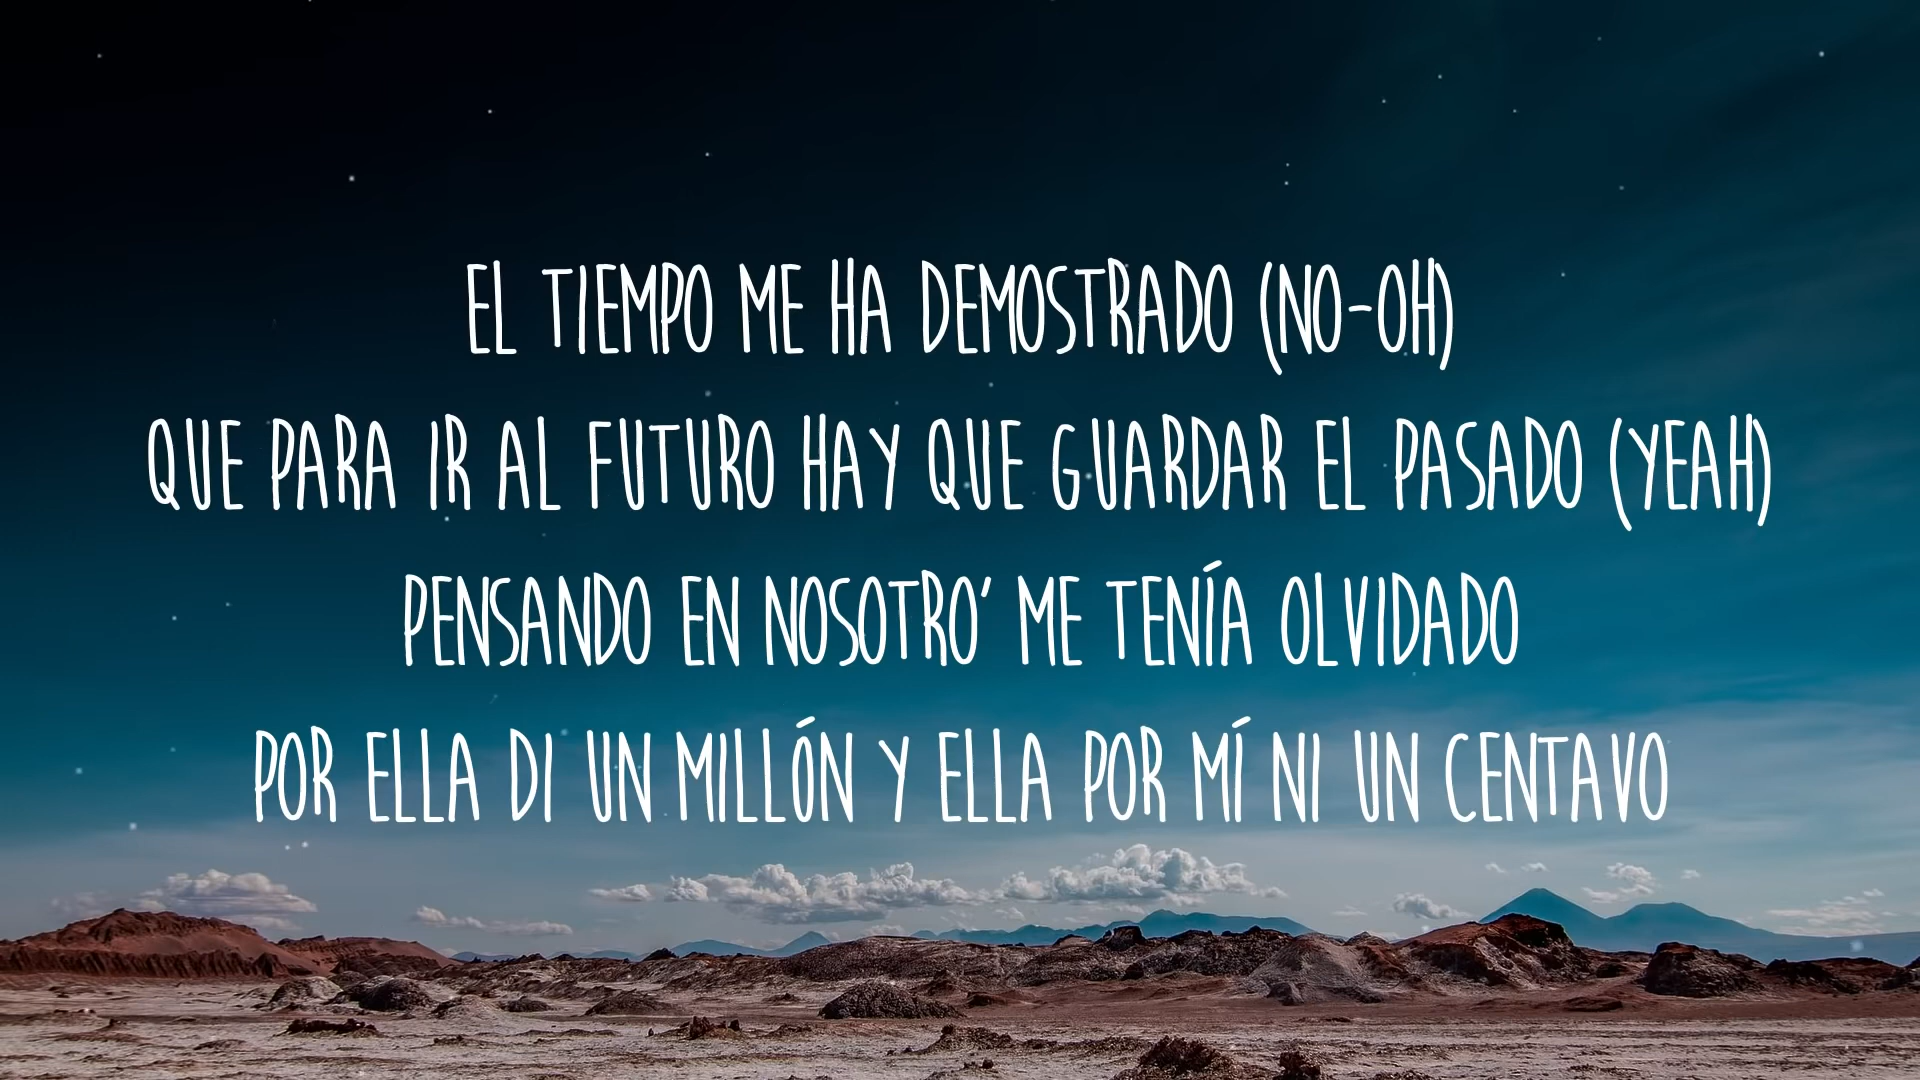 EL TIEMPO ME HA DEMOSTRADO (NO-OH)
QUE PARA IR AL FUTURO HAY QUE GUARDAR EL PASADO (YEAH)
PENSANDO EN NOSOTRO' ME TENÍA OLVIDADO
POR ELLA DI UN MILLÓN Y ELLA POR MÍ NI UN CENTAVO